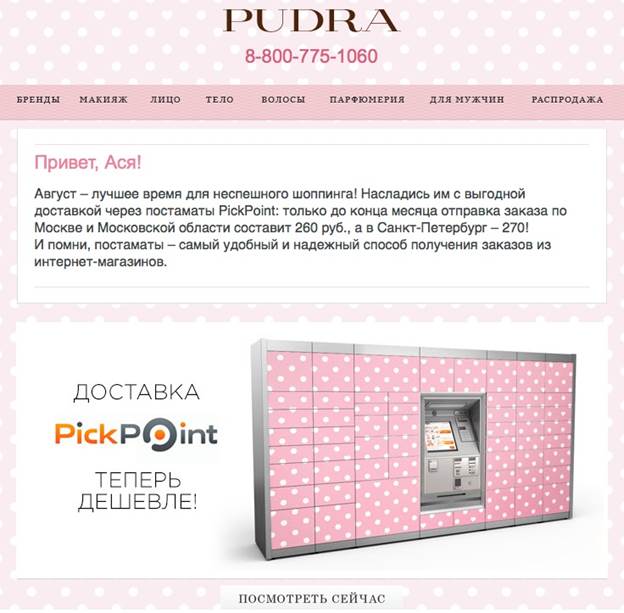 PUDRA
8-800-775-1060
БРЕНДЫ МАКИЯЖ ЛИЦО ТЕЛО ВОЛОСЫ ПАРФЮМЕРИЯ ДЛЯ МУЖЧИН РАСПРОДАЖА
Привет, Ася!
Август – лучшее время для неспешного шоппинга! Насладись им с выгодной
доставкой через постаматы PickPoint: только до конца месяца отправка заказа по
Москве и Московской области составит 260 руб., а в Санкт-Петербург – 270!
И помни, постаматы – самый удобный и надежный способ получения заказов из
интернет-магазинов.
ДОСТАВКА
PickPoint
ТЕПЕРЬ
ДЕШЕВЛЕ!
ПОСМОТРЕТЬ СЕЙЧАС